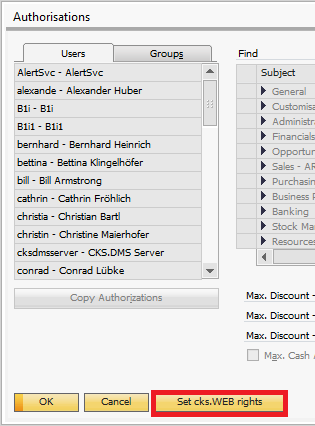 Authorisations
Users
Groups
Find
AlertSvc - AlertSvc
alexande - Alexander Huber
B1i - B1i
B1i1 - B1i1
bernhard - Bernhard Heinrich
bettina - Bettina Klingelhöfer
bill - Bill Armstrong
cathrin - Cathrin Fröhlich
christia - Christian Bartl
christin - Christine Maierhofer
cksdmsserver - CKS.DMS Server
conrad - Conrad Lübke
Copy Authorizations
Subject
General
Customisa
Administra
Financials
Opportun
Sales - AR
Purchasin
Business P
Banking
Stock Ma
Resources
Max. Discount -
Max. Discount -
Max. Discount -
Max. Cash A
OK
Cancel
Set cks.WEB rights